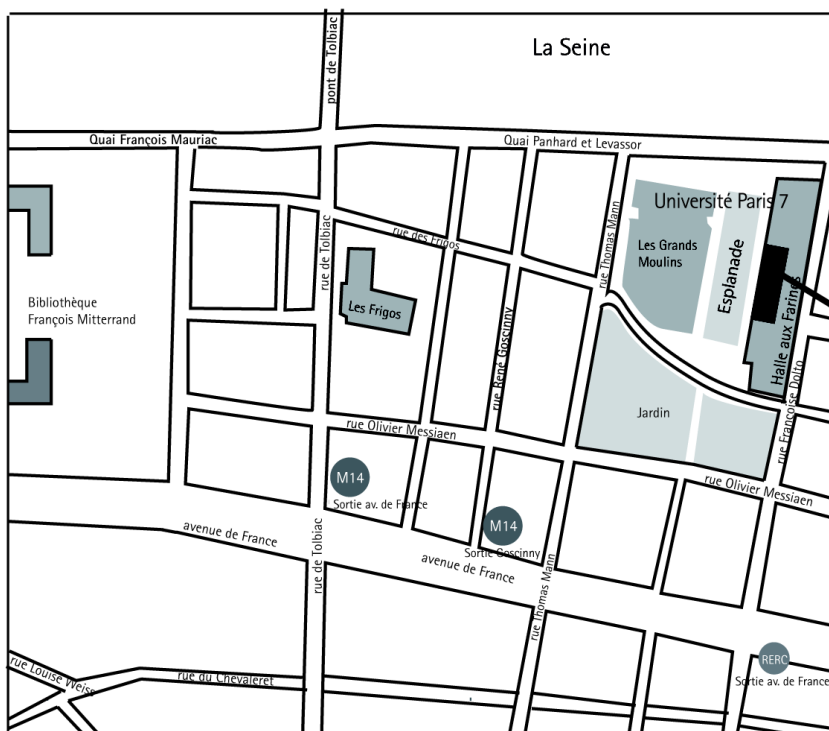 La Seine
pont de Tolbiac
Quai François Mauriac
Quai Panhard et Levassor
Université Paris 7
rue des Frigos
rue Thomas Mann
Les Grands
Moulins
Esplanade
rue de Tolbiac
Les Frigos
Halle aux Farines
Bibliothèque
François Mitterrand
rue René Goscinny
rue Françoise Dolto
Jardin
rue Olivier Messiaen
rue Olivier Messiaen
M14
Sortie av. de France
M14
Sortie Goscinny
avenue de France
avenue de France
rue de Tolbiac
rue Thomas Mann
RERC
Sortie av. de France
rue Louise Weiss
rue du Chevaleret